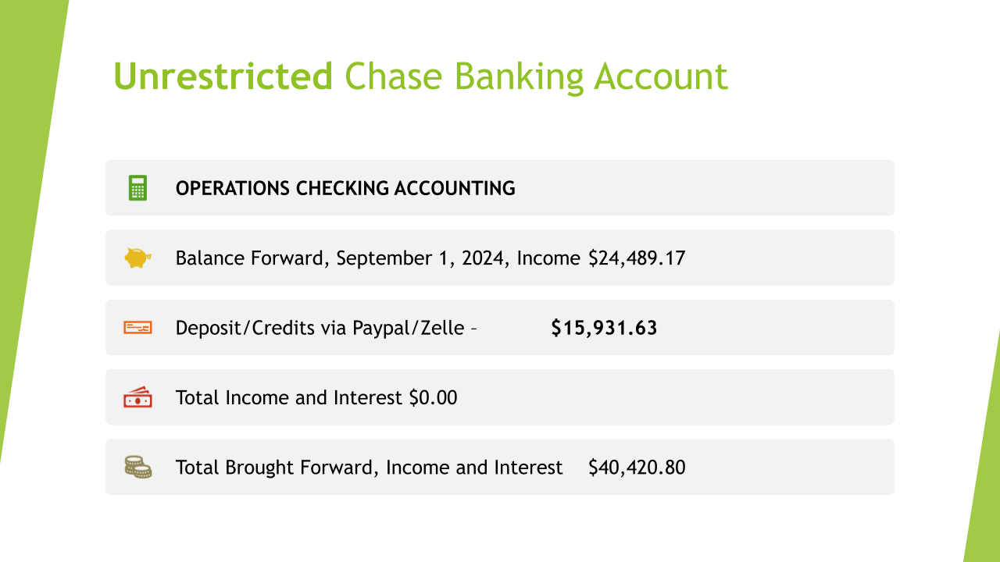 Unrestricted Chase Banking Account
OPERATIONS CHECKING ACCOUNTING
Balance Forward, September 1, 2024, Income $24,489.17
Deposit/Credits via Paypal/Zelle – $15,931.63
Total Income and Interest $0.00
Total Brought Forward, Income and Interest $40,420.80